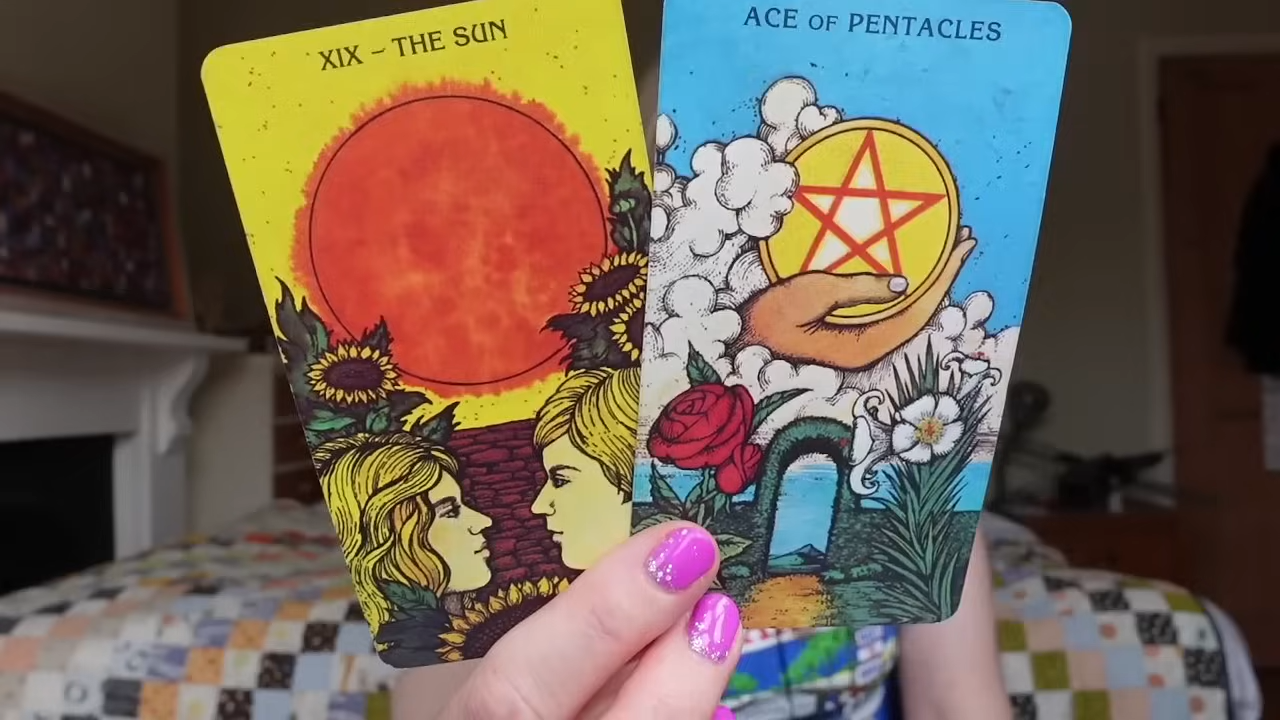 XIX – THE SUN
ACE OF PENTACLES